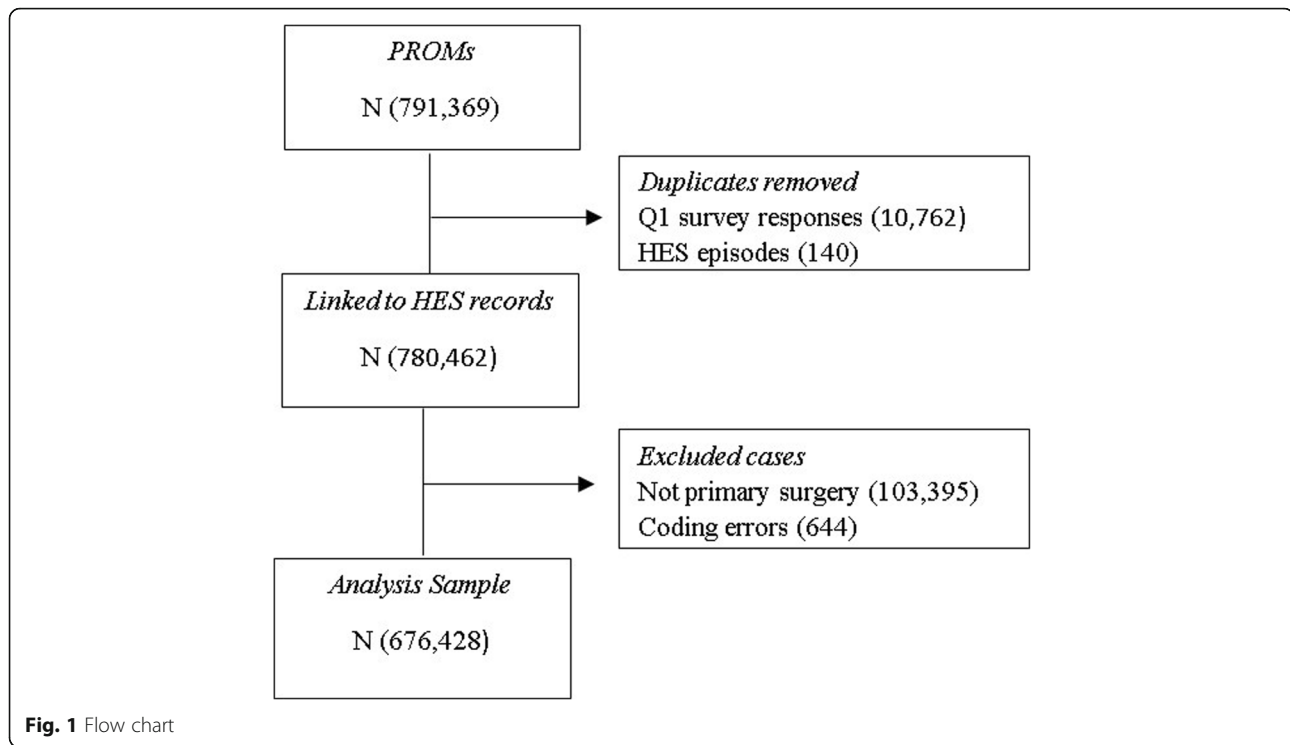 PROMs
N (791,369)
Duplicates removed
Q1 survey responses (10,762)
HES episodes (140)
Linked to HES records
N (780,462)
Excluded cases
Not primary surgery (103,395)
Coding errors (644)
Analysis Sample
N (676,428)
Fig. 1 Flow chart